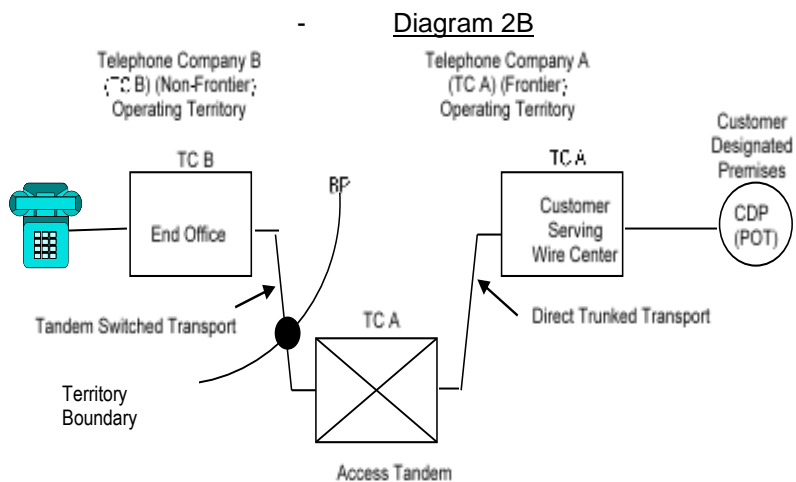 - Diagram 2B
Telephone Company B
(TC B) (Non-Frontier)
Operating Territory
Telephone Company A
(TC A) (Frontier)
Operating Territory
Customer
Designated
Premises
TC B
BP
TC A
End Office
Customer
Serving
Wire Center
CDP
(POT)
Tandem Switched Transport
TC A
Direct Trunked Transport
Territory
Boundary
Access Tandem